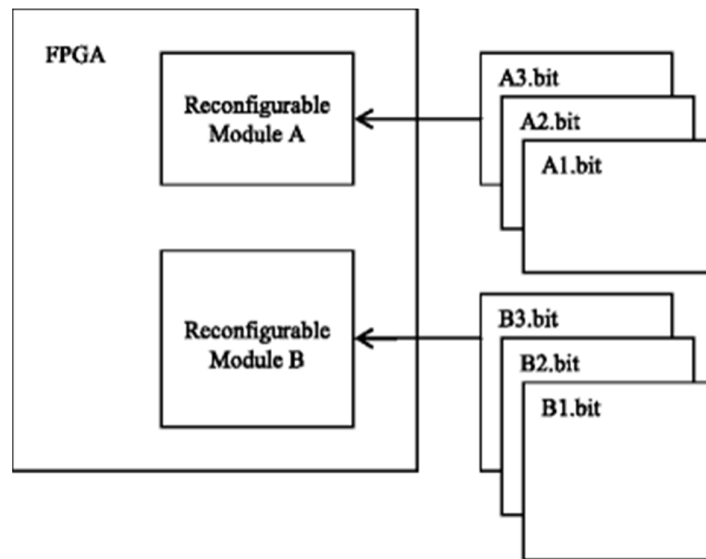 FPGA
Reconfigurable
Module A
A3.bit
A2.bit
A1.bit
Reconfigurable
Module B
B3.bit
B2.bit
B1.bit